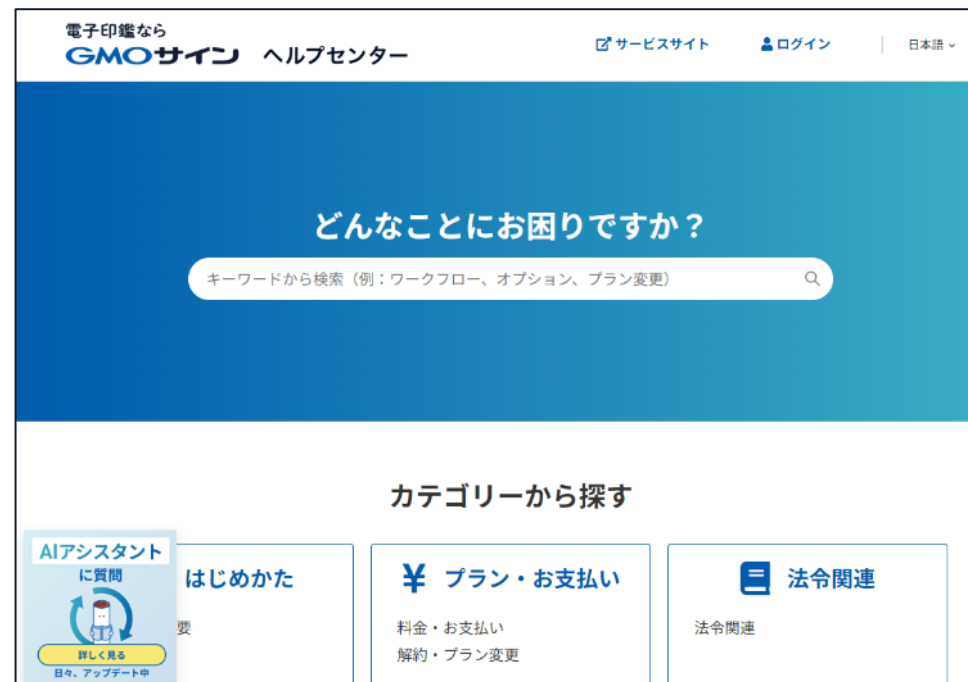 電子印鑑なら
GMOサイン ヘルプセンター
サービスサイト
ログイン
日本語
どんなことにお困りですか？
キーワードから検索（例：ワークフロー、オプション、プラン変更）
カテゴリーから探す
AIアシスタント
に質問
詳しく見る
日々、アップデート中
はじめかた
要
プラン・お支払い
料金・お支払い
解約・プラン変更
法令関連
法令関連